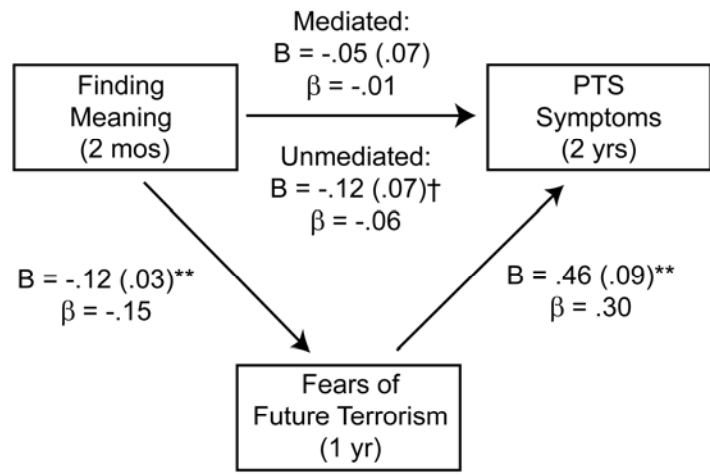 Mediated:
B = -.05 (.07)
β = -.01
Finding
Meaning
(2 mos)
PTS
Symptoms
(2 yrs)
Unmediated:
B = -.12 (.07)†
β = -.06
B = -.12 (.03)**
β = -.15
B = .46 (.09)**
β = .30
Fears of
Future Terrorism
(1 yr)